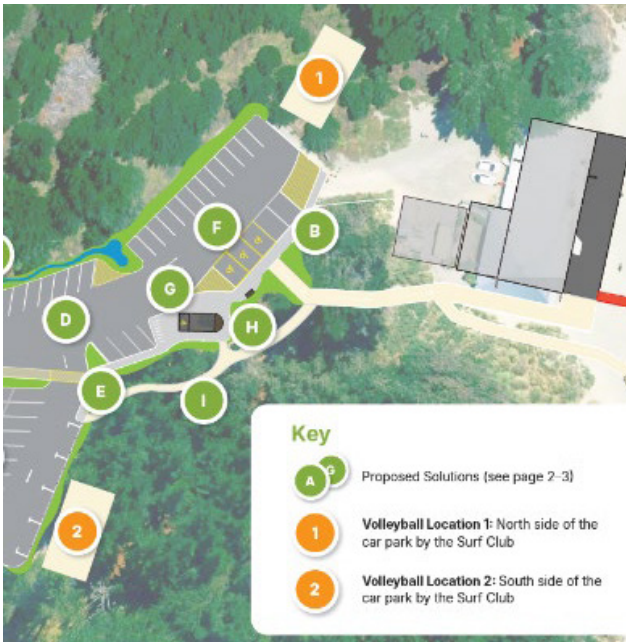 1
F
B
G
D
H
E
I
2
Key
A G
Proposed Solutions (see page 2–3)
1
Volleyball Location 1: North side of the
car park by the Surf Club
2
Volleyball Location 2: South side of the
car park by the Surf Club